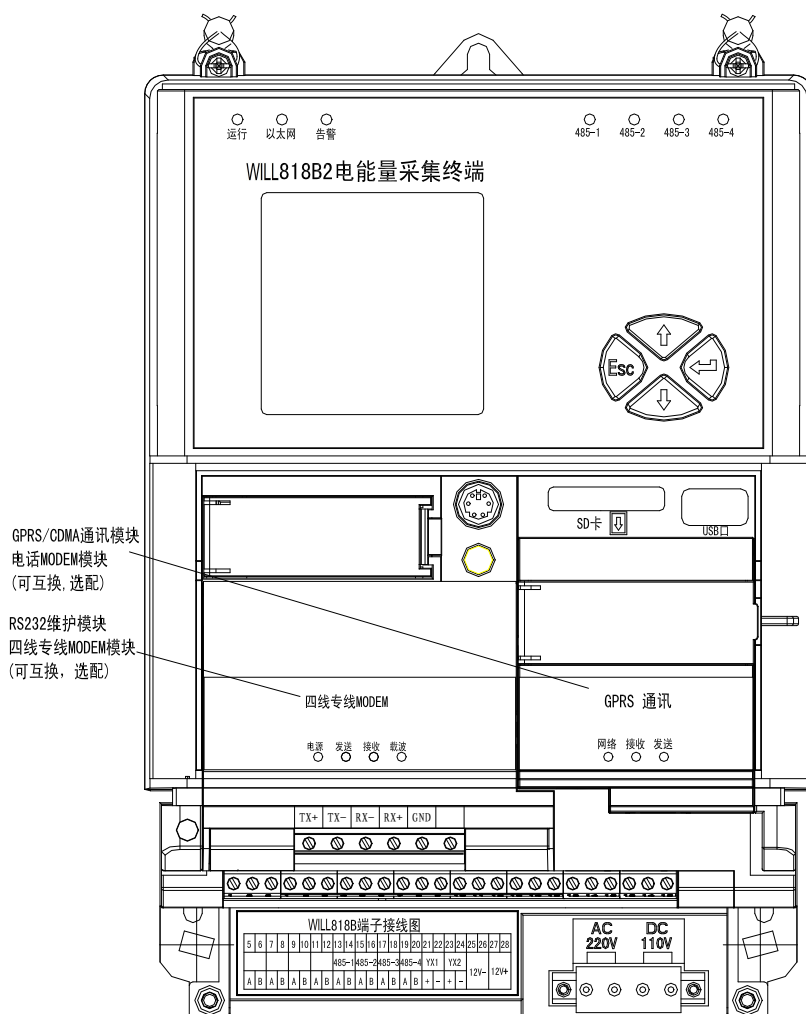 运行 以太网 告警
485-1 485-2 485-3 485-4
WILL818B2电能量采集终端
Esc
SD卡
USB口
GPRS/CDMA通讯模块
电话MODEM模块
(可互换,选配)
RS232维护模块
四线专线MODEM模块
(可互换，选配)
四线专线MODEM
GPRS 通讯
电源 发送 接收 载波
网络 接收 发送
TX+ TX- RX- RX+ GND
WILL818B端子接线图
5 6 7 8 9 10 11 12 13 14 15 16 17 18 19 20 21 22 23 24 25 26 27 28
485-1 485-2 485-3 485-4 YX1 YX2
12V- 12V+
A B A B A B A B A B A B A B A B + - + -
AC DC
220V 110V